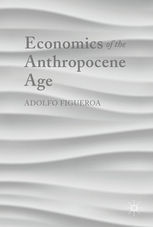 Economics of the
Anthropocene
Age
ADOLFO FIGUEROA